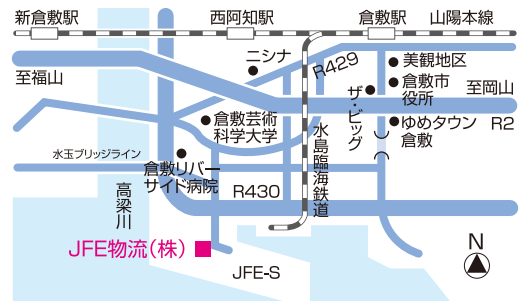 新倉敷駅
西阿知駅
倉敷駅
山陽本線
ニシナ
R429
美観地区
倉敷市
役所
至福山
至岡山
ザ・ビッグ
倉敷芸術
科学大学
ゆめタウン
倉敷
R2
水島臨海鉄道
水玉ブリッジライン
倉敷リバー
サイド病院
高梁川
R430
JFE物流(株)
JFE-S
N